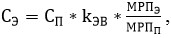 Сэ = Сп * kэв * МРПэ/МРПп ,